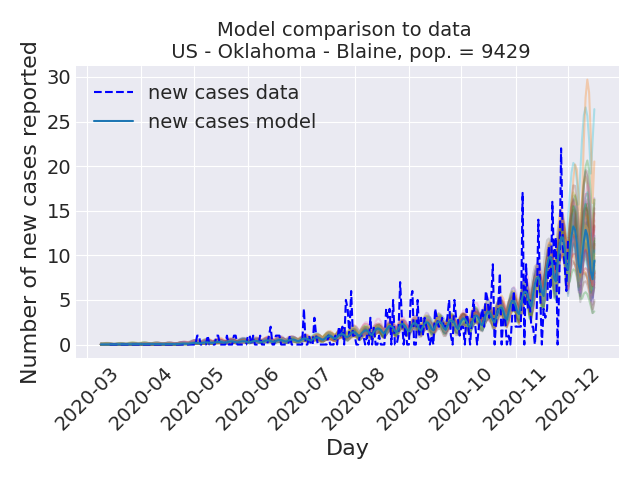 Model comparison to data
US - Oklahoma - Blaine, pop. = 9429
Number of new cases reported
30
25
20
15
10
5
0
new cases data
new cases model
2020-03
2020-04
2020-05
2020-06
2020-07
2020-08
2020-09
2020-10
2020-11
2020-12
Day